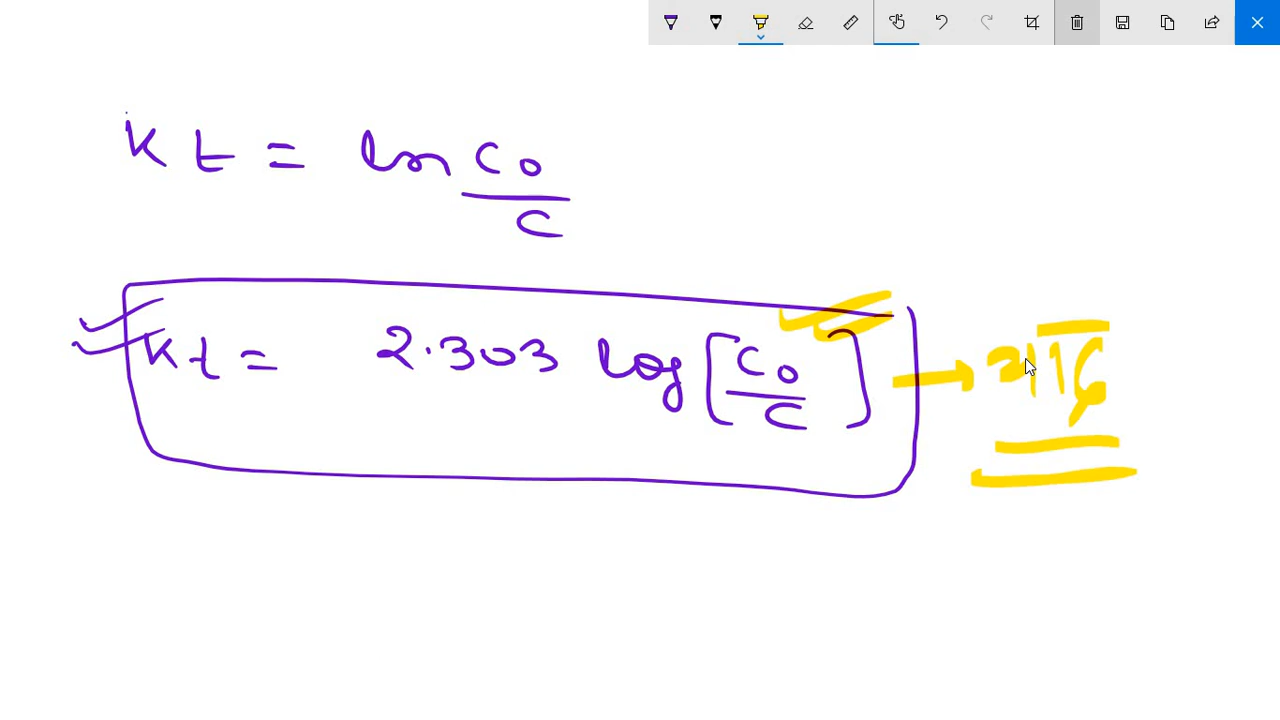 kt = ln C₀/C
kt = 2.303 log [C₀/C] →